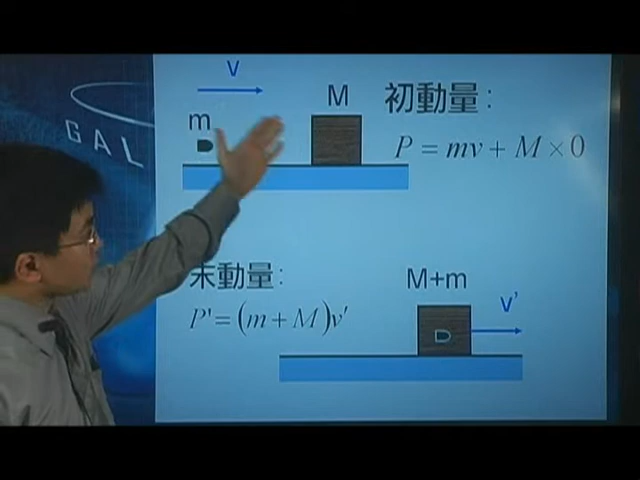 GAL
v
m
M
初動量:
P = mv + M × 0
末動量:
P' = (m + M)v'
M+m
v'